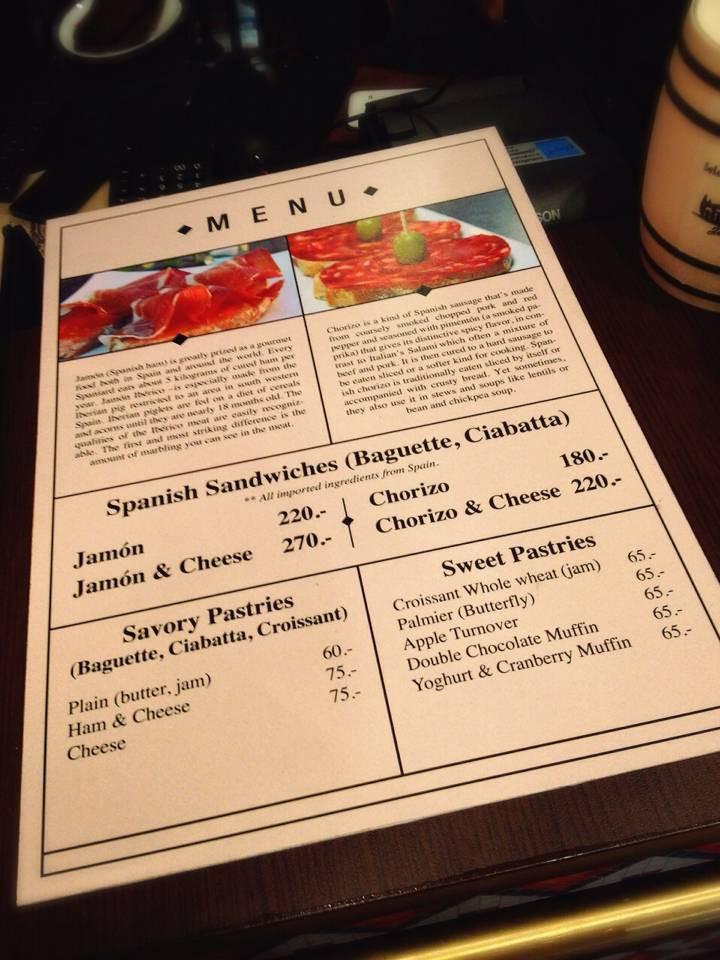 MENU
Jamón (Spanish ham) is greatly prized as a gourmet
food both in Spain and around the world. Every
Spaniard eats about 5 kilograms of cured ham per
year. Jamón Ibérico –is especially made from the
Iberian pig restricted to an area in south western
Spain. Iberian piglets are fed on a diet of cereals
and acorns until they are nearly 18 months old. The
qualities of the Ibérico meat are easily recogniz-
able. The first and most striking difference is the
amount of marbling you can see in the meat.
Chorizo is a kind of Spanish sausage that's made
from coarsely smoked chopped pork and red
pepper and seasoned with pimentón (a smoked pa-
prika) that gives its distinctive spicy flavor, in con-
trast to Italian's Salami which often a mixture of
beef and pork. It is then cured to a hard sausage to
be eaten sliced or a softer kind for cooking. Span-
ish chorizo is traditionally eaten sliced by itself or
accompanied with crusty bread. Yet sometimes,
they also use it in stews and soups like lentils or
bean and chickpea soup.
Spanish Sandwiches (Baguette, Ciabatta)
** All imported ingredients from Spain.
Jamón 220.-
Jamón & Cheese 270.-
Chorizo 180.-
Chorizo & Cheese 220.-
Savory Pastries
(Baguette, Ciabatta, Croissant)
Plain (butter, jam) 60.-
Ham & Cheese 75.-
Cheese 75.-
Sweet Pastries
Croissant Whole wheat (jam) 65.-
Palmier (Butterfly) 65.-
Apple Turnover 65.-
Double Chocolate Muffin 65.-
Yoghurt & Cranberry Muffin 65.-
SON